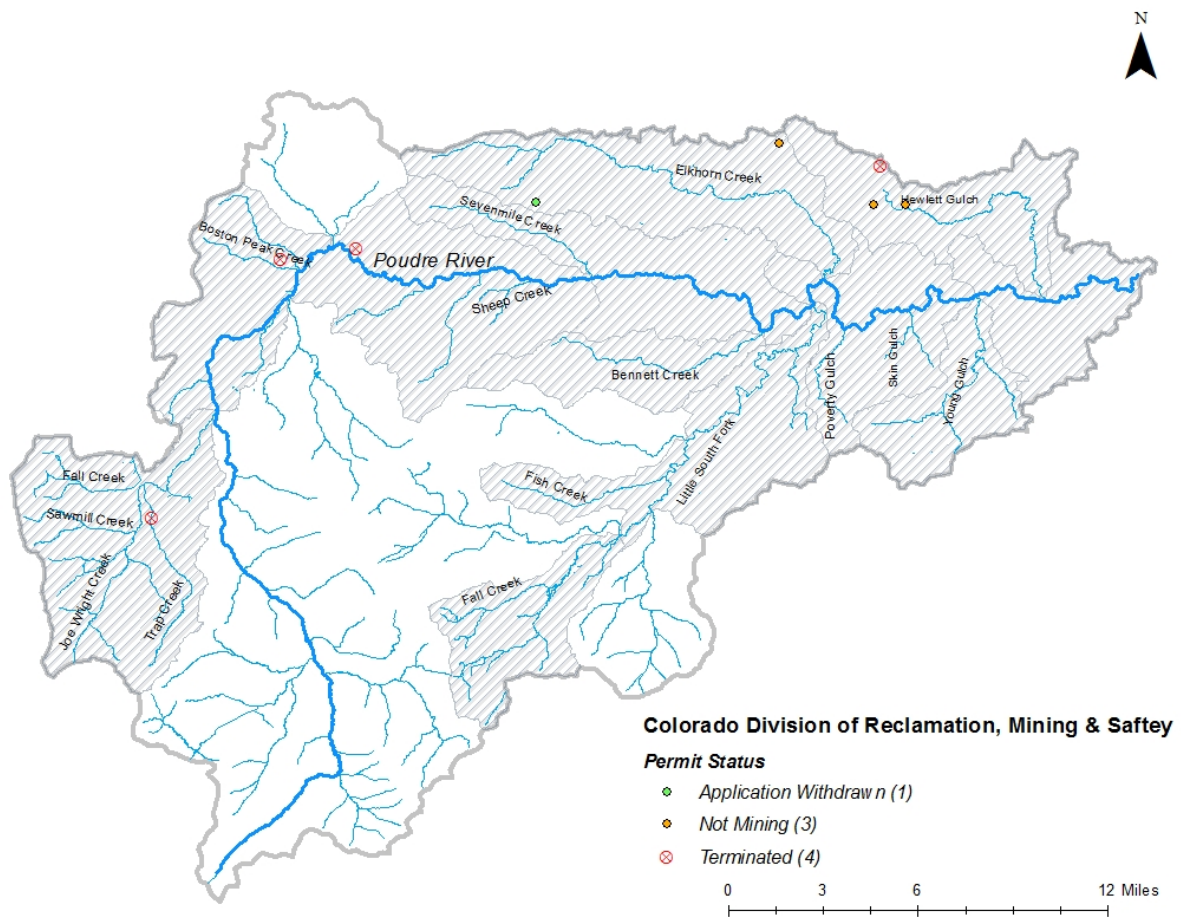 N
Elkhorn Creek
Hewlett Gulch
Sevenmile Creek
Boston Peak Creek
Poudre River
Sheep Creek
Bennett Creek
Poverty Gulch
Skin Gulch
Young Gulch
Little South Fork
Fish Creek
Fall Creek
Sawmill Creek
Joe Wright Creek
Trap Creek
Fall Creek
Colorado Division of Reclamation, Mining & Saftey
Permit Status
Application Withdrawn (1)
Not Mining (3)
Terminated (4)
0 3 6 12 Miles